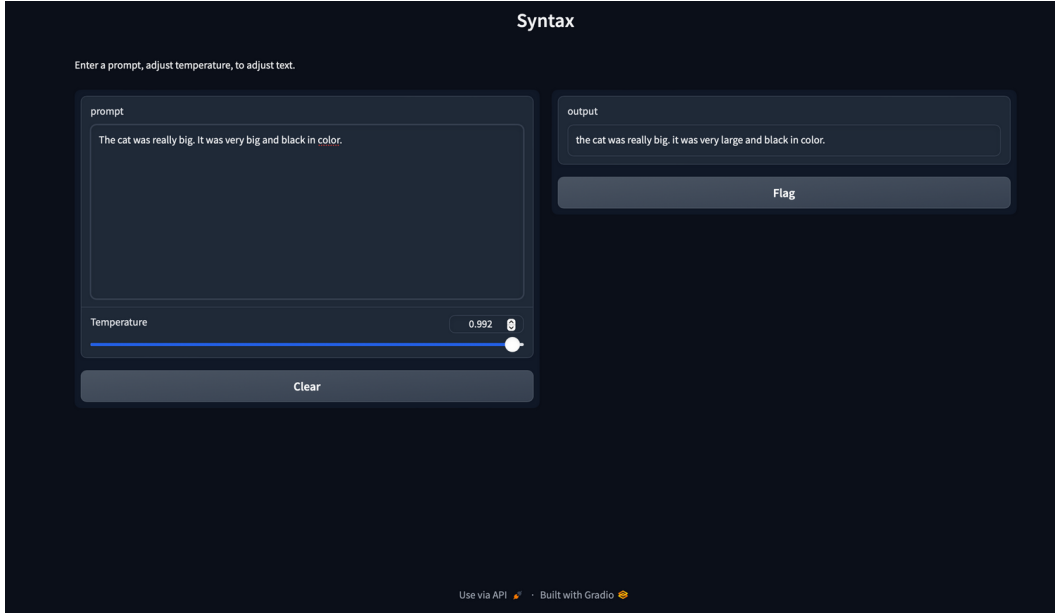 Syntax
Enter a prompt, adjust temperature, to adjust text.
prompt
The cat was really big. It was very big and black in color.
Temperature
0.992
Clear
output
the cat was really big. it was very large and black in color.
Flag
Use via API · Built with Gradio